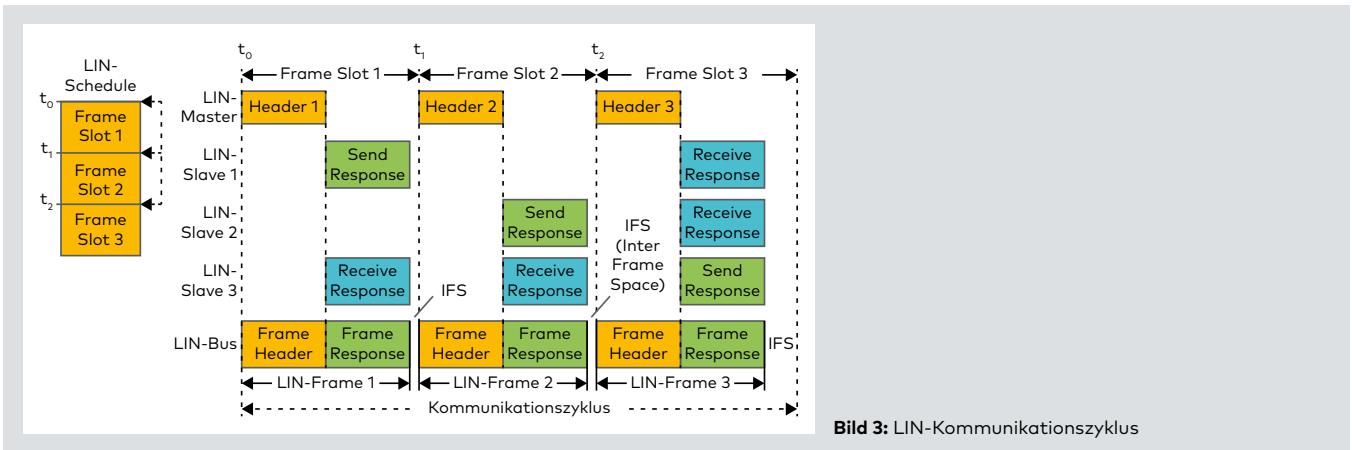 LIN-
Schedule
t₀
Frame
Slot 1
t₁
Frame
Slot 2
t₂
Frame
Slot 3
t₀
t₁
t₂
Frame Slot 1
Frame Slot 2
Frame Slot 3
LIN-
Master
Header 1
Header 2
Header 3
LIN-
Slave 1
Send
Response
Receive
Response
LIN-
Slave 2
Send
Response
IFS
(Inter
Frame
Space)
Receive
Response
LIN-
Slave 3
Receive
Response
IFS
Receive
Response
Send
Response
LIN-Bus
Frame
Header
Frame
Response
Frame
Header
Frame
Response
Frame
Header
Frame
Response
IFS
LIN-Frame 1
LIN-Frame 2
LIN-Frame 3
Kommunikationszyklus
Bild 3: LIN-Kommunikationszyklus